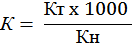 К = Кт х 1000
Кн